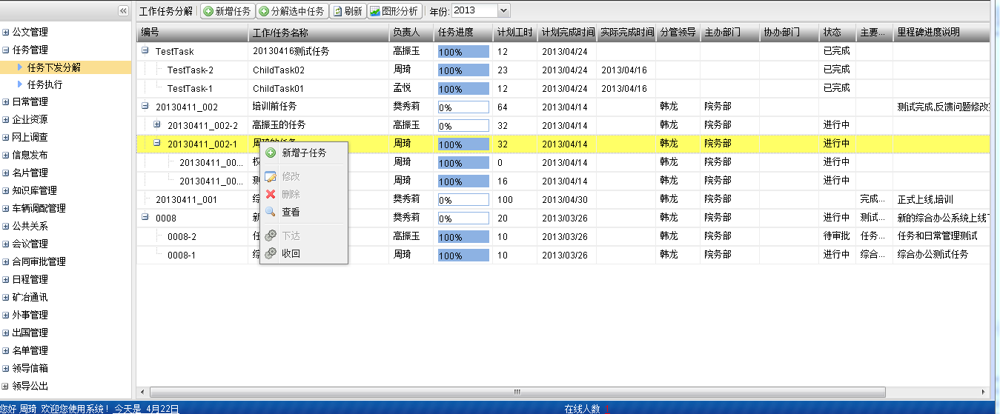 工作任务分解 新增任务 分解选中任务 刷新 图形分析 年份: 2013
公文管理
任务管理
任务下发分解
任务执行
日常管理
企业资源
网上调查
信息发布
名片管理
知识库管理
车辆调配管理
公共关系
会议管理
合同审批管理
日程管理
矿冶通讯
外事管理
出国管理
名单管理
领导信箱
领导公出
编号 工作/任务名称 负责人 任务进度 计划工时 计划完成时间 实际完成时间 分管领导 主办部门 协办部门 状态 主要... 里程碑进度说明
TestTask 20130416测试任务 高振玉 100% 12 2013/04/24 已完成
TestTask-2 ChildTask02 周琦 100% 23 2013/04/24 2013/04/16 已完成
TestTask-1 ChildTask01 孟悦 100% 12 2013/04/24 2013/04/16 已完成
20130411_002 培训前任务 樊秀莉 0% 64 2013/04/14 韩龙 院务部 测试完成,反馈问题修改
20130411_002-2 高振玉的任务 高振玉 0% 32 2013/04/14 韩龙 院务部 进行中
20130411_002-1 周琦的任务 周琦 100% 32 2013/04/14 韩龙 院务部 进行中
20130411_00... 周琦 100% 0 2013/04/14 韩龙 院务部 进行中
20130411_00... 周琦 100% 16 2013/04/14 韩龙 院务部 进行中
20130411_001 樊秀莉 0% 100 2013/04/30 韩龙 院务部 完成... 正式上线,培训
0008 樊秀莉 0% 20 2013/03/26 韩龙 院务部 进行中 测试... 新的综合办公系统上线
0008-2 高振玉 100% 10 2013/03/26 韩龙 院务部 待审批 任务... 任务和日常管理测试
0008-1 周琦 100% 10 2013/03/26 韩龙 院务部 进行中 综合... 综合办公测试任务
新增子任务
修改
删除
查看
下达
收回
您好 周琦 欢迎您使用系统! 今天是 4月22日 在线人数